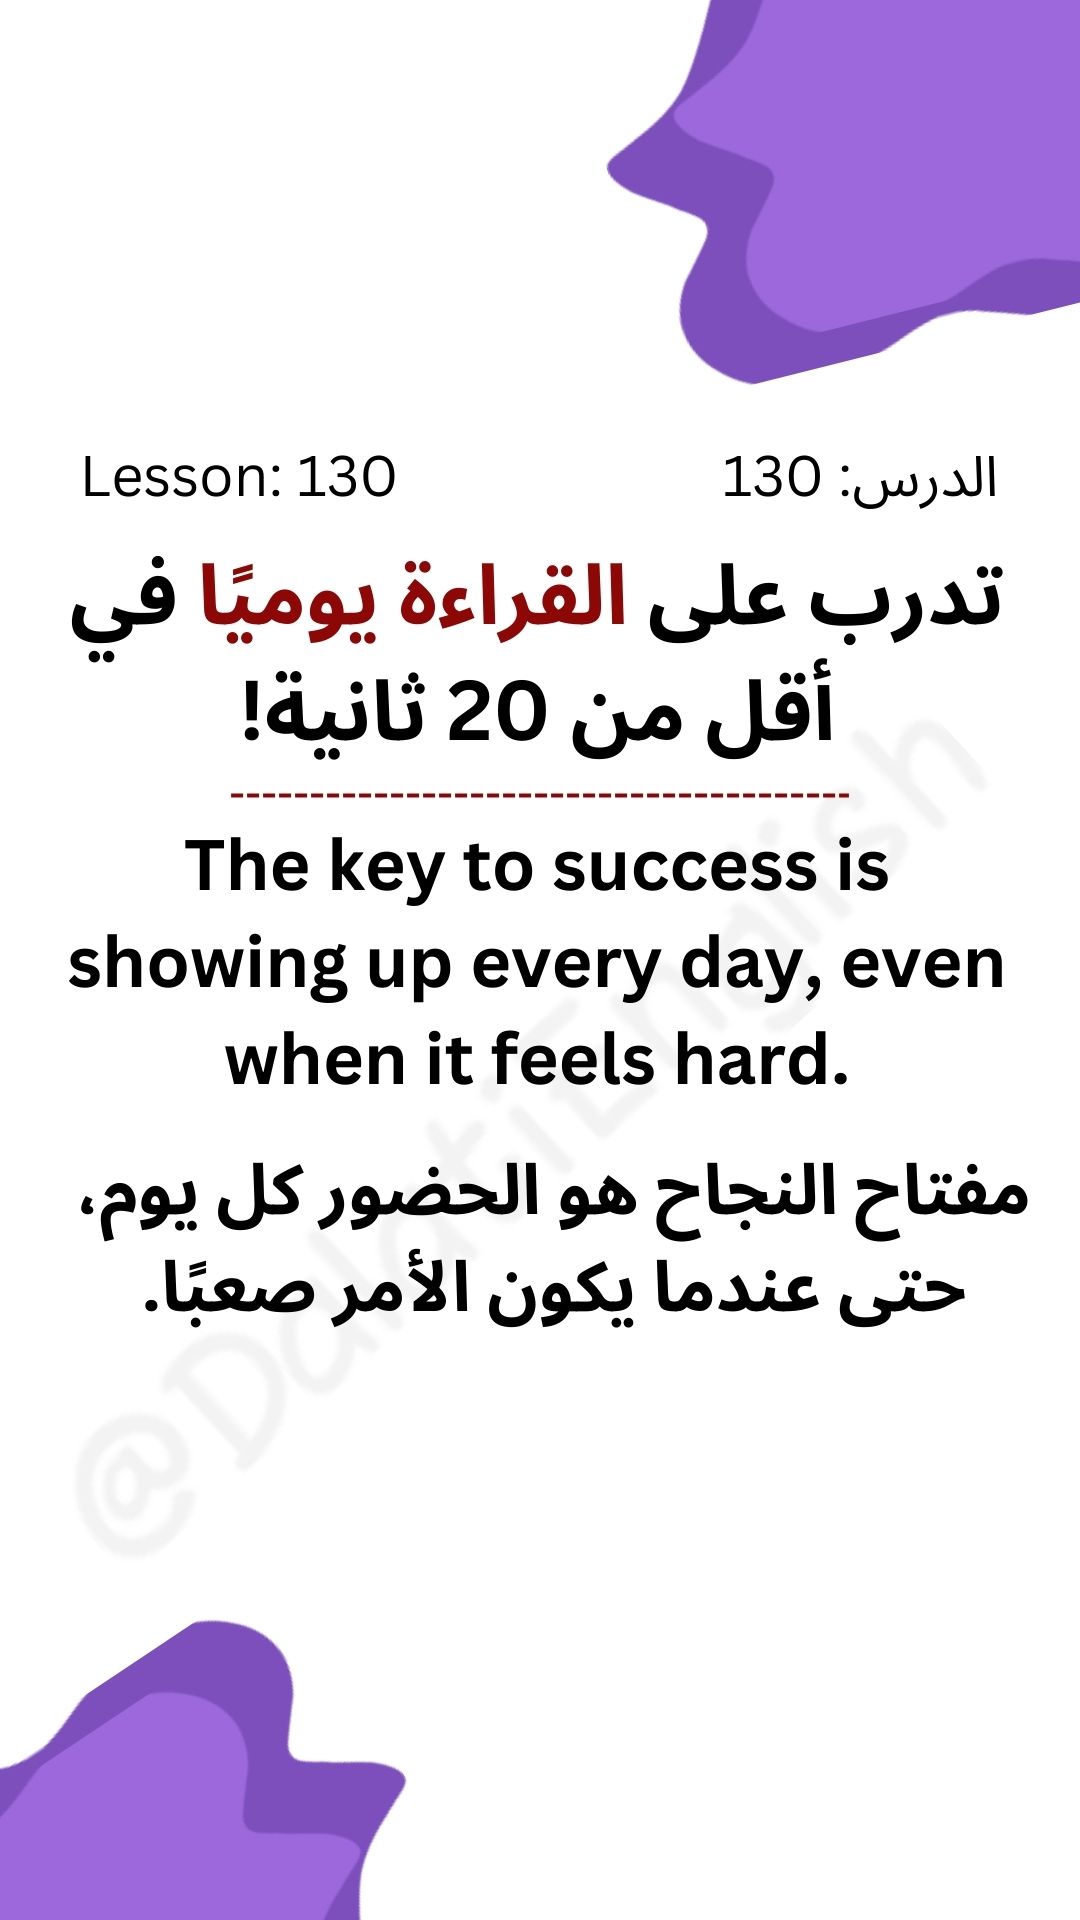 Lesson: 130
الدرس: 130
تدرب على القراءة يوميًا في
أقل من 20 ثانية!
--------------------------------------
The key to success is
showing up every day, even
when it feels hard.
مفتاح النجاح هو الحضور كل يوم،
حتى عندما يكون الأمر صعبًا.
@DalatiEnglish